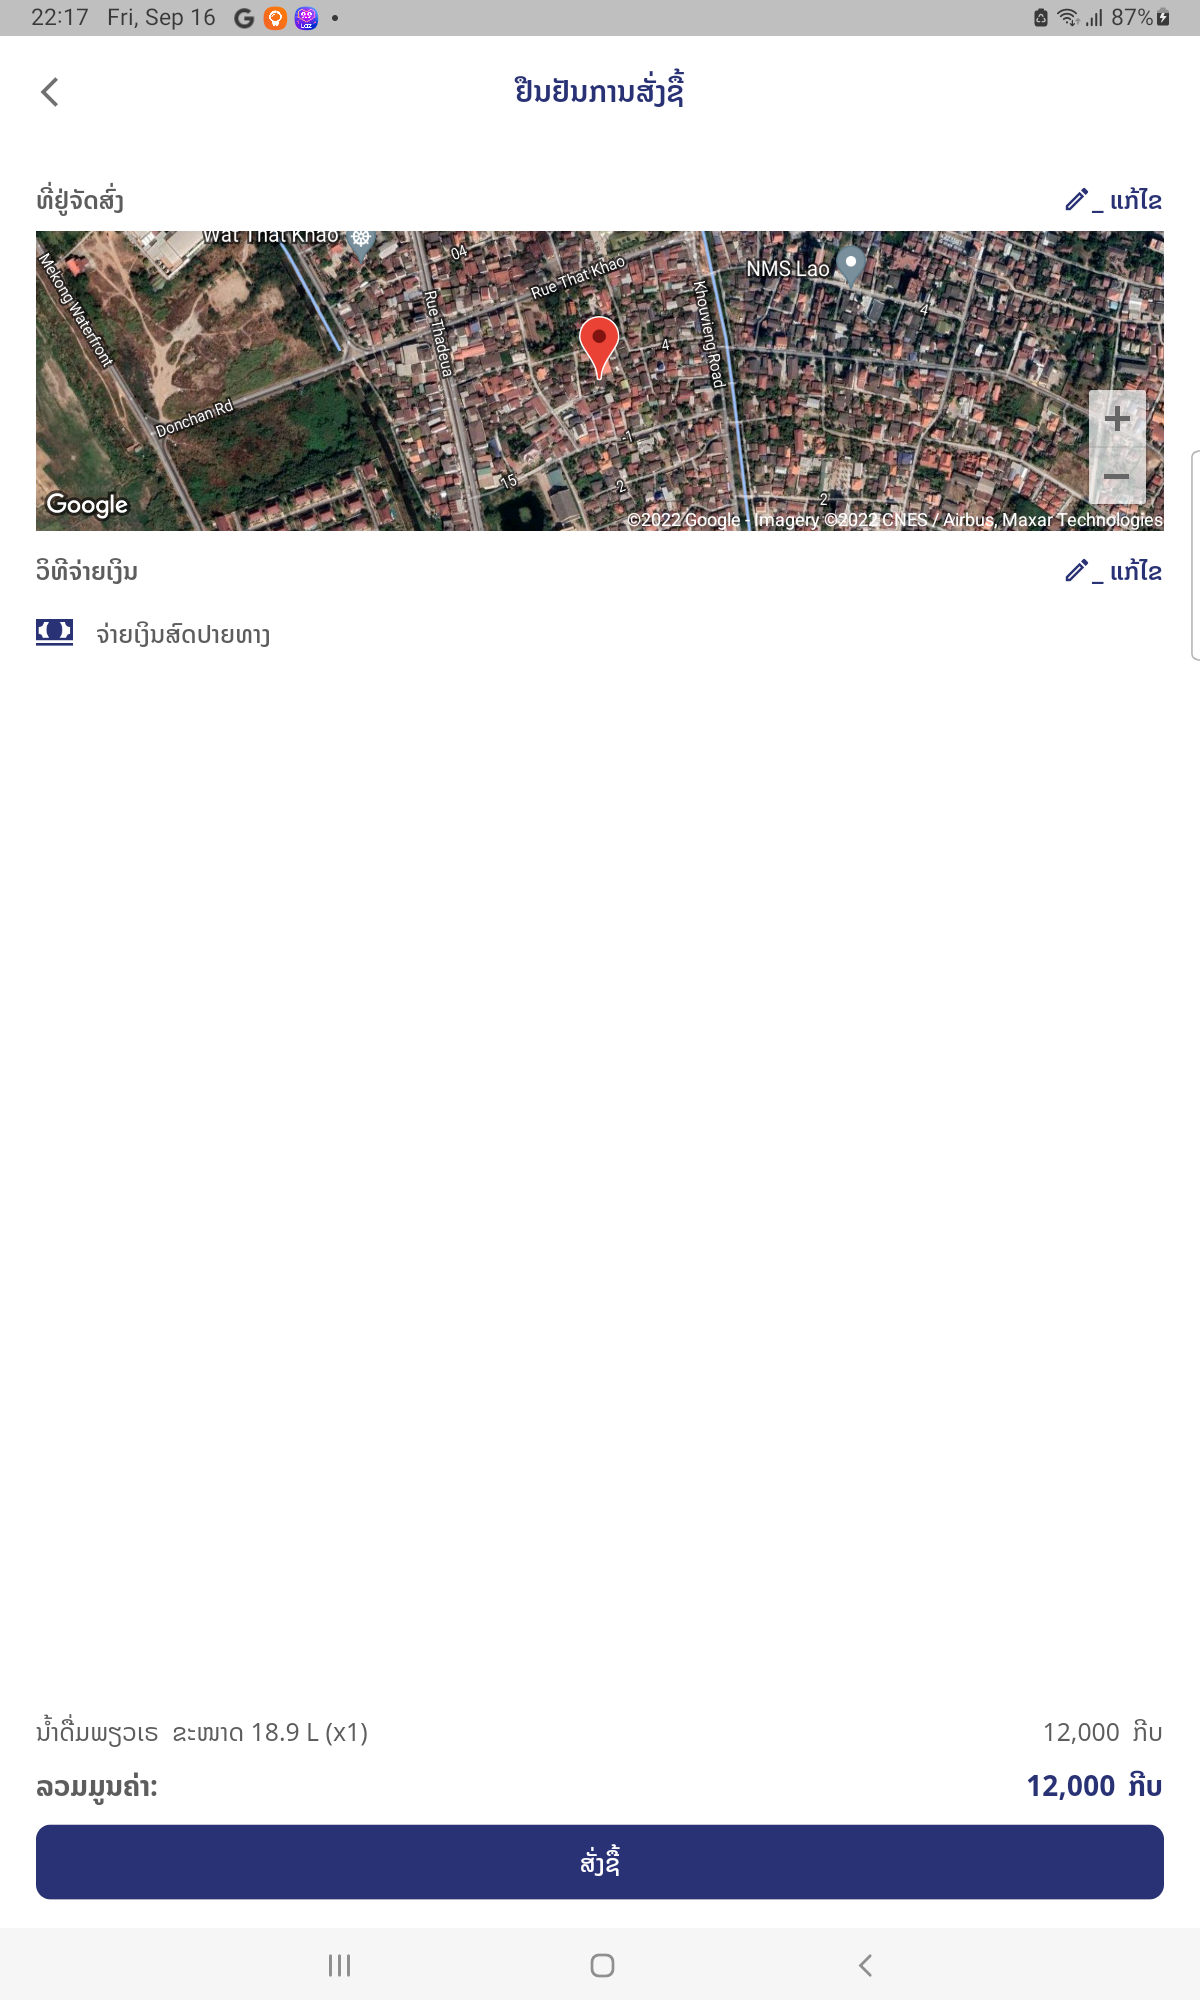 22:17 Fri, Sep 16
87%
ຢືນຢັນການສັ່ງຊື້
ທີ່ຢູ່ຈັດສົ່ງ
_ ແກ້ໄຂ
Wat That Khao
04
Rue That Khao
NMS Lao
Mekong Waterfront
Rue Thadeua
Khouvieng Road
4
4
Donchan Rd
1
15
2
2
Google
©2022 Google - Imagery ©2022 CNES / Airbus, Maxar Technologies
ວິທີຈ່າຍເງິນ
_ ແກ້ໄຂ
ຈ່າຍເງິນສົດປາຍທາງ
ນ້ຳດື່ມພຽວເຣ ຂະໜາດ 18.9 L (x1) 12,000 ກີບ
ລວມມູນຄ່າ: 12,000 ກີບ
ສັ່ງຊື້